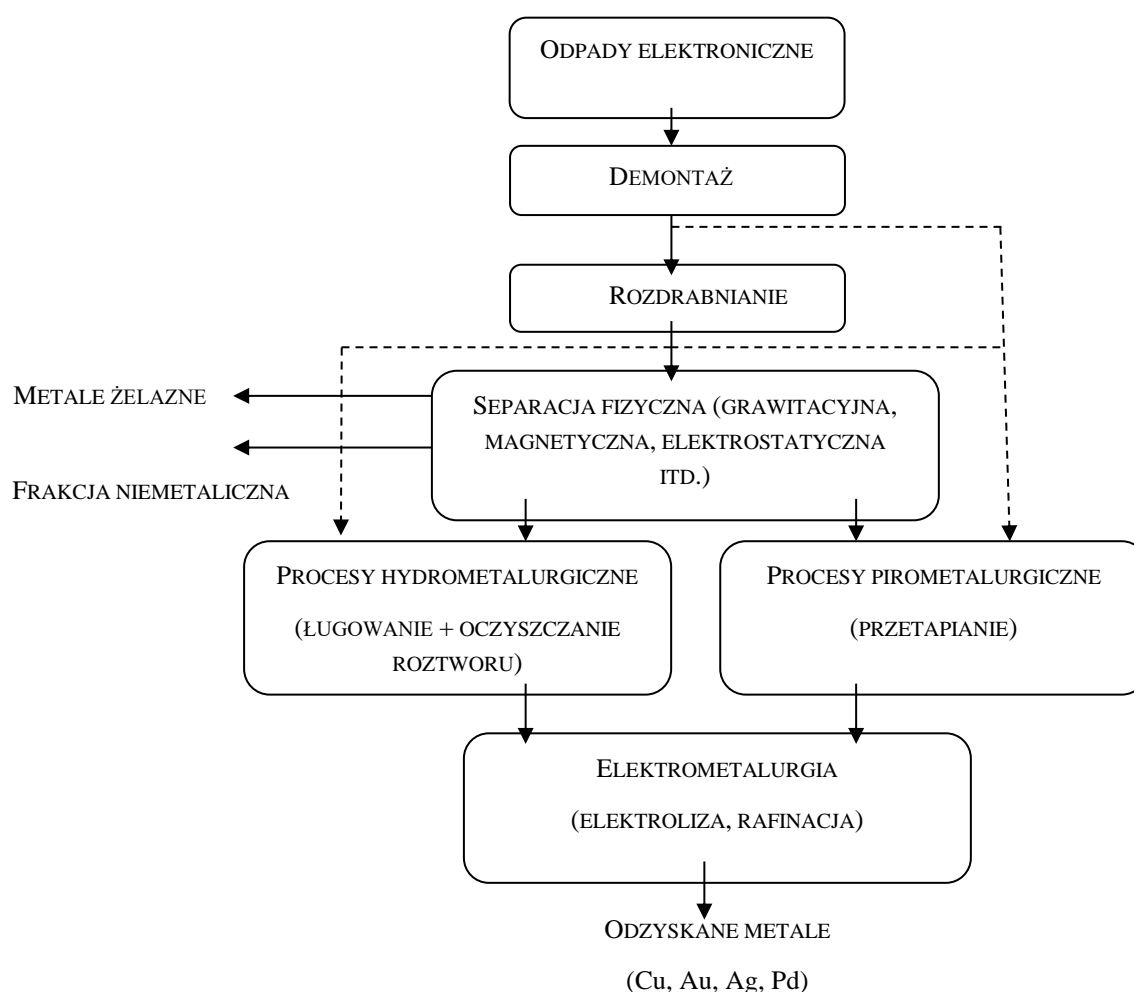 ODPADY ELEKTRONICZNE
DEMONTAŻ
ROZDRABNIANIE
METALE ŻELAZNE
FRAKCJA NIEMETALICZNA
SEPARACJA FIZYCZNA (GRAWITACYJNA,
MAGNETYCZNA, ELEKTROSTATYCZNA
ITD.)
PROCESY HYDROMETALURGICZNE
(ŁUGOWANIE + OCZYSZCZANIE
ROZTWORU)
PROCESY PIROMETALURGICZNE
(PRZETAPIANIE)
ELEKTROMETALURGIA
(ELEKTROLIZA, RAFINACJA)
ODZYSKANE METALE
(Cu, Au, Ag, Pd)